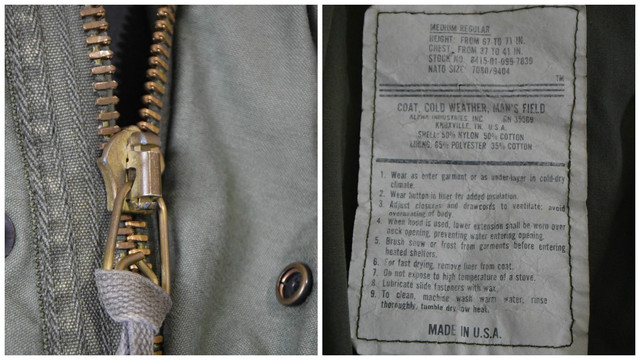 MEDIUM REGULAR
HEIGHT: FROM 67 TO 71 IN.
CHEST: FROM 37 TO 41 IN.
STOCK NO. 8415-01-099-7838
NATO SIZE 7080/9404
TM
COAT, COLD WEATHER, MAN'S FIELD
ALPHA INDUSTRIES, INC.
KNOXVILLE, TN. U.S.A.
SHELL: 50% NYLON 50% COTTON
LINING: 65% POLYESTER 35% COTTON
1. Wear as outer garment or as under-layer in cold-dry
climate.
2. Wear button-in liner for added insulation.
3. Adjust closures and drawcords to ventilate, avoid
overheating of body.
4. When hood is used, lower extension shall be worn over
neck opening, preventing water entering opening.
5. Brush snow or frost from garments before entering
heated shelters.
6. For fast drying, remove liner from coat.
7. Do not expose to high temperature of a stove.
8. Lubricate slide fasteners with wax.
9. To clean, machine wash warm water, rinse
thoroughly, tumble dry, low heat.
MADE IN U.S.A.